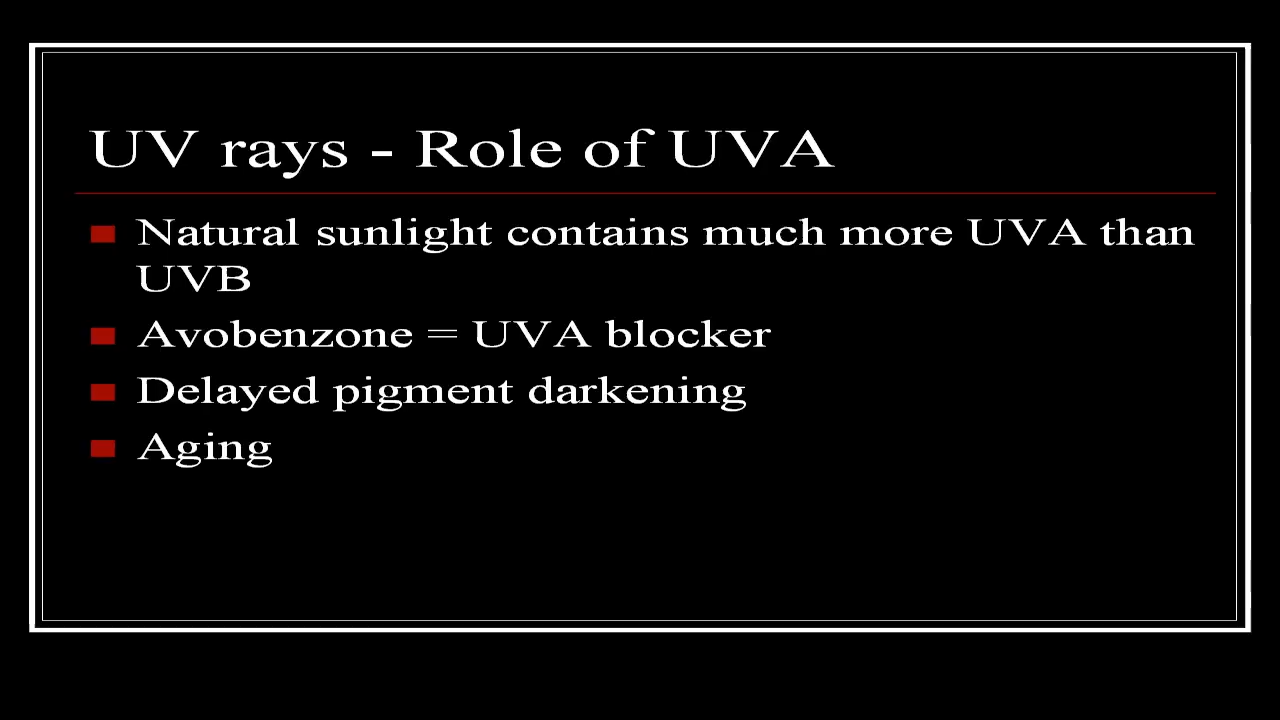 UV rays - Role of UVA
Natural sunlight contains much more UVA than
UVB
Avobenzone = UVA blocker
Delayed pigment darkening
Aging